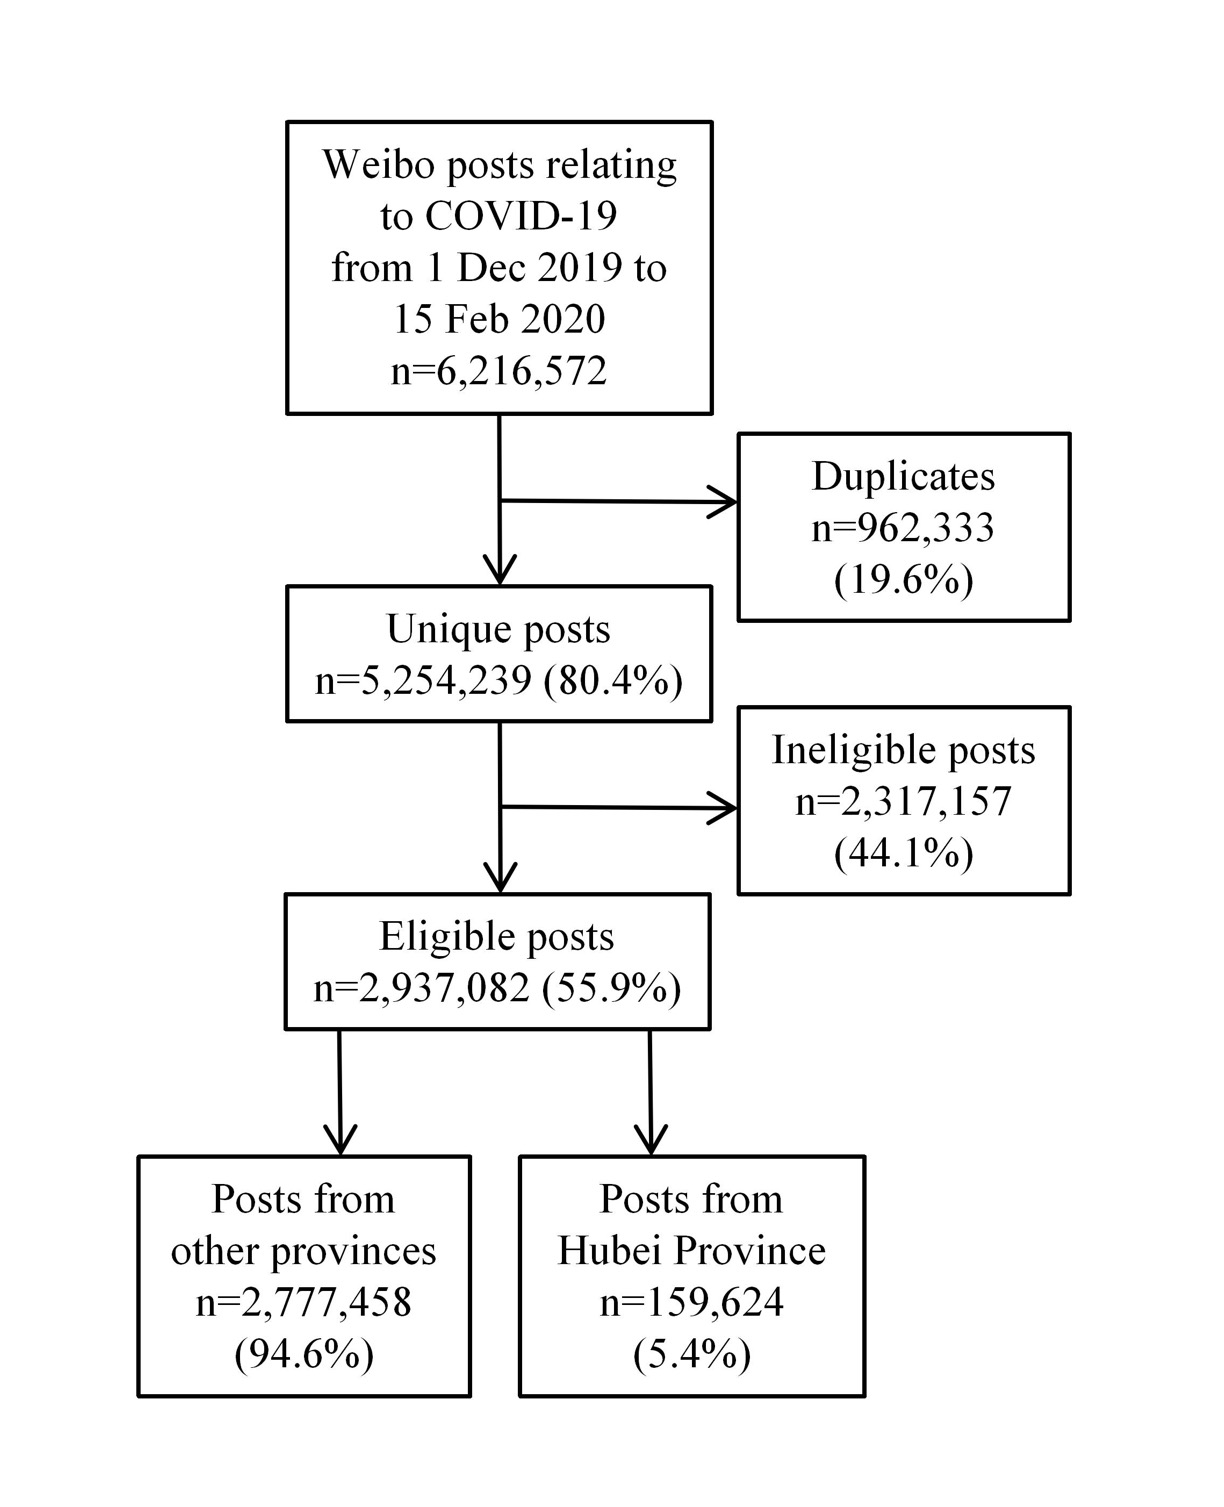 Weibo posts relating
to COVID-19
from 1 Dec 2019 to
15 Feb 2020
n=6,216,572
Duplicates
n=962,333
(19.6%)
Unique posts
n=5,254,239 (80.4%)
Ineligible posts
n=2,317,157
(44.1%)
Eligible posts
n=2,937,082 (55.9%)
Posts from
other provinces
n=2,777,458
(94.6%)
Posts from
Hubei Province
n=159,624
(5.4%)